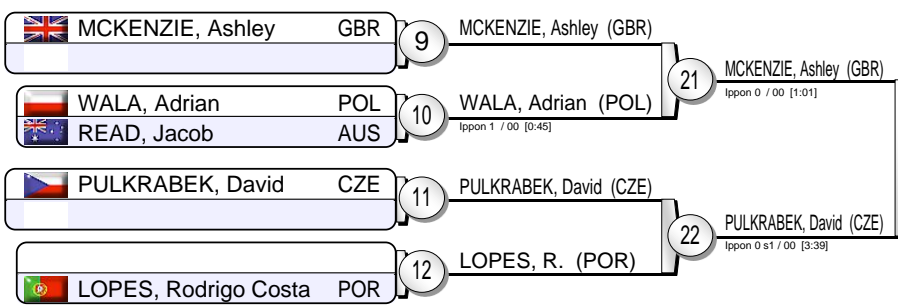 MCKENZIE, Ashley GBR
9
MCKENZIE, Ashley (GBR)
21
MCKENZIE, Ashley (GBR)
Ippon 0 / 00 [1:01]
WALA, Adrian POL
READ, Jacob AUS
10
WALA, Adrian (POL)
Ippon 1 / 00 [0:45]
PULKRABEK, David CZE
11
PULKRABEK, David (CZE)
22
PULKRABEK, David (CZE)
Ippon 0 s1 / 00 [3:39]
LOPES, Rodrigo Costa POR
12
LOPES, R. (POR)